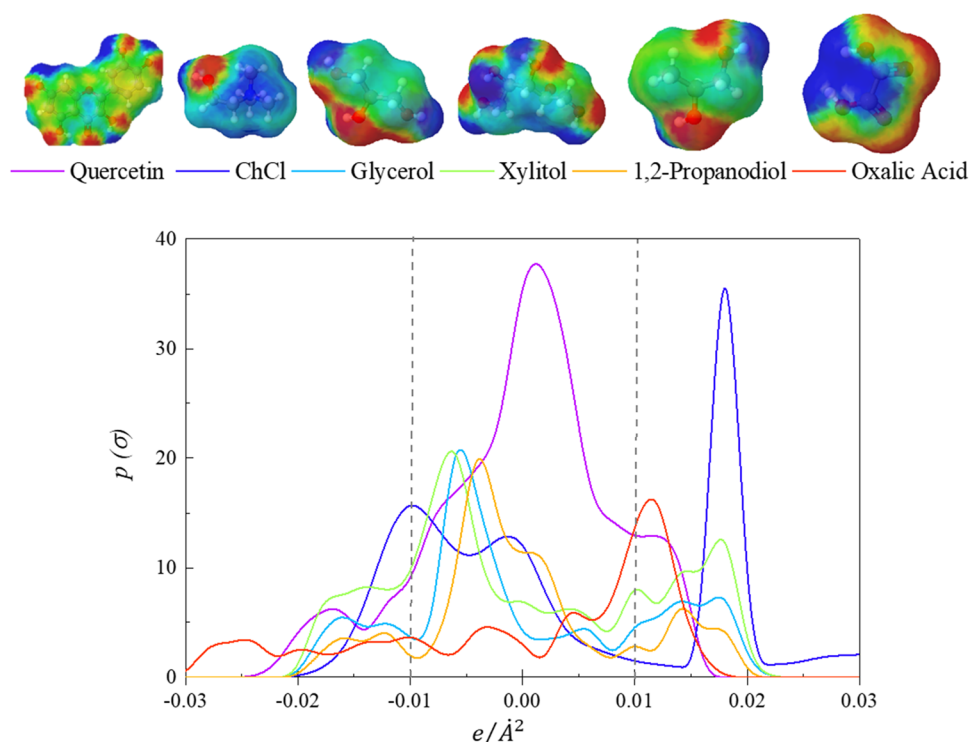 Quercetin ChCl Glycerol Xylitol 1,2-Propanodiol Oxalic Acid
40
30
20
10
0
p (σ)
-0.03 -0.02 -0.01 0.00 0.01 0.02 0.03
e/Å²